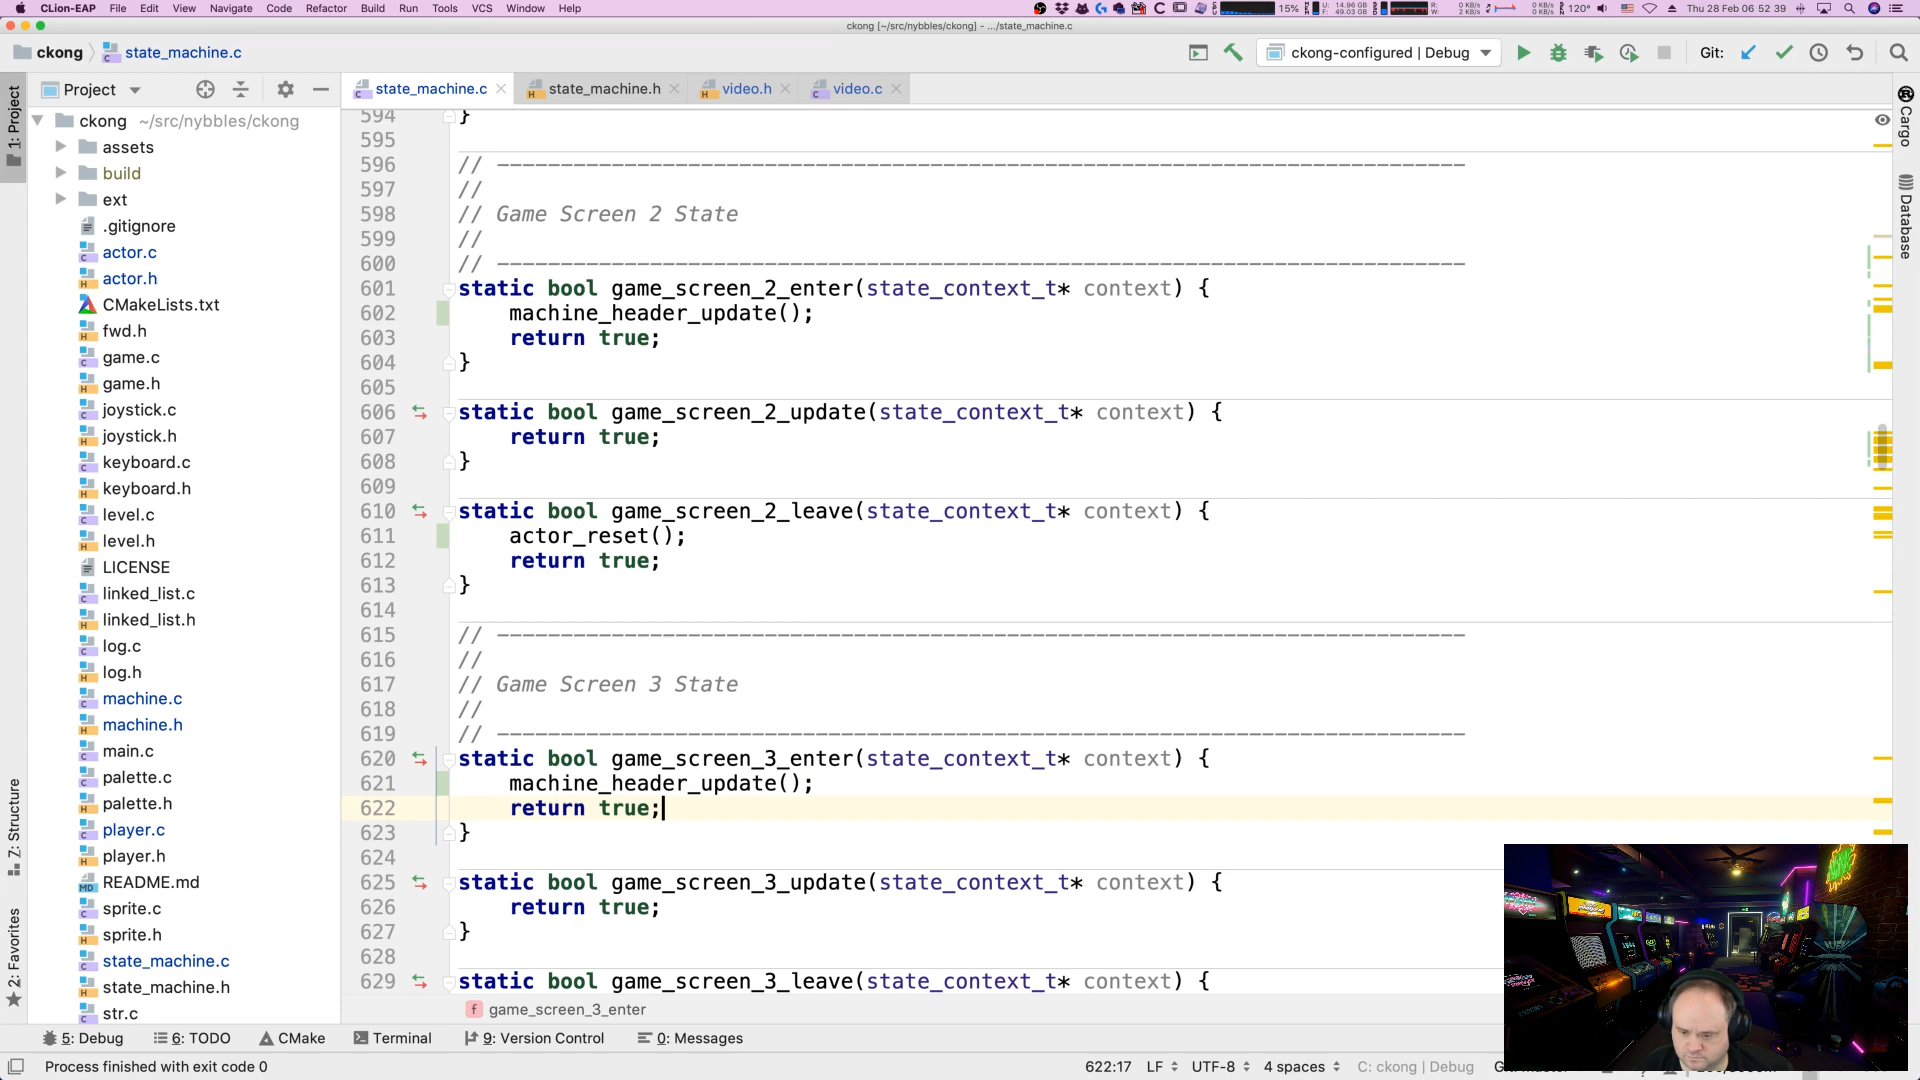 CLion-EAP File Edit View Navigate Code Refactor Build Run Tools VCS Window Help 15% 120° Thu 28 Feb 06 52 39
ckong [~/src/nybbles/ckong] - .../state_machine.c
ckong state_machine.c ckong-configured | Debug Git:
Project state_machine.c state_machine.h video.h video.c
1: Project
Z: Structure
2: Favorites
Cargo
Database
ckong ~/src/nybbles/ckong
assets
build
ext
.gitignore
actor.c
actor.h
CMakeLists.txt
fwd.h
game.c
game.h
joystick.c
joystick.h
keyboard.c
keyboard.h
level.c
level.h
LICENSE
linked_list.c
linked_list.h
log.c
log.h
machine.c
machine.h
main.c
palette.c
palette.h
player.c
player.h
README.md
sprite.c
sprite.h
state_machine.c
state_machine.h
str.c
594 }
595
596 // ----------------------------------------------------------------------------
597 //
598 // Game Screen 2 State
599 //
600 // ----------------------------------------------------------------------------
601 static bool game_screen_2_enter(state_context_t* context) {
602     machine_header_update();
603     return true;
604 }
605
606 static bool game_screen_2_update(state_context_t* context) {
607     return true;
608 }
609
610 static bool game_screen_2_leave(state_context_t* context) {
611     actor_reset();
612     return true;
613 }
614
615 // ----------------------------------------------------------------------------
616 //
617 // Game Screen 3 State
618 //
619 // ----------------------------------------------------------------------------
620 static bool game_screen_3_enter(state_context_t* context) {
621     machine_header_update();
622     return true;
623 }
624
625 static bool game_screen_3_update(state_context_t* context) {
626     return true;
627 }
628
629 static bool game_screen_3_leave(state_context_t* context) {
f game_screen_3_enter
5: Debug 6: TODO CMake Terminal 9: Version Control 0: Messages
Process finished with exit code 0 622:17 LF UTF-8 4 spaces C: ckong | Debug